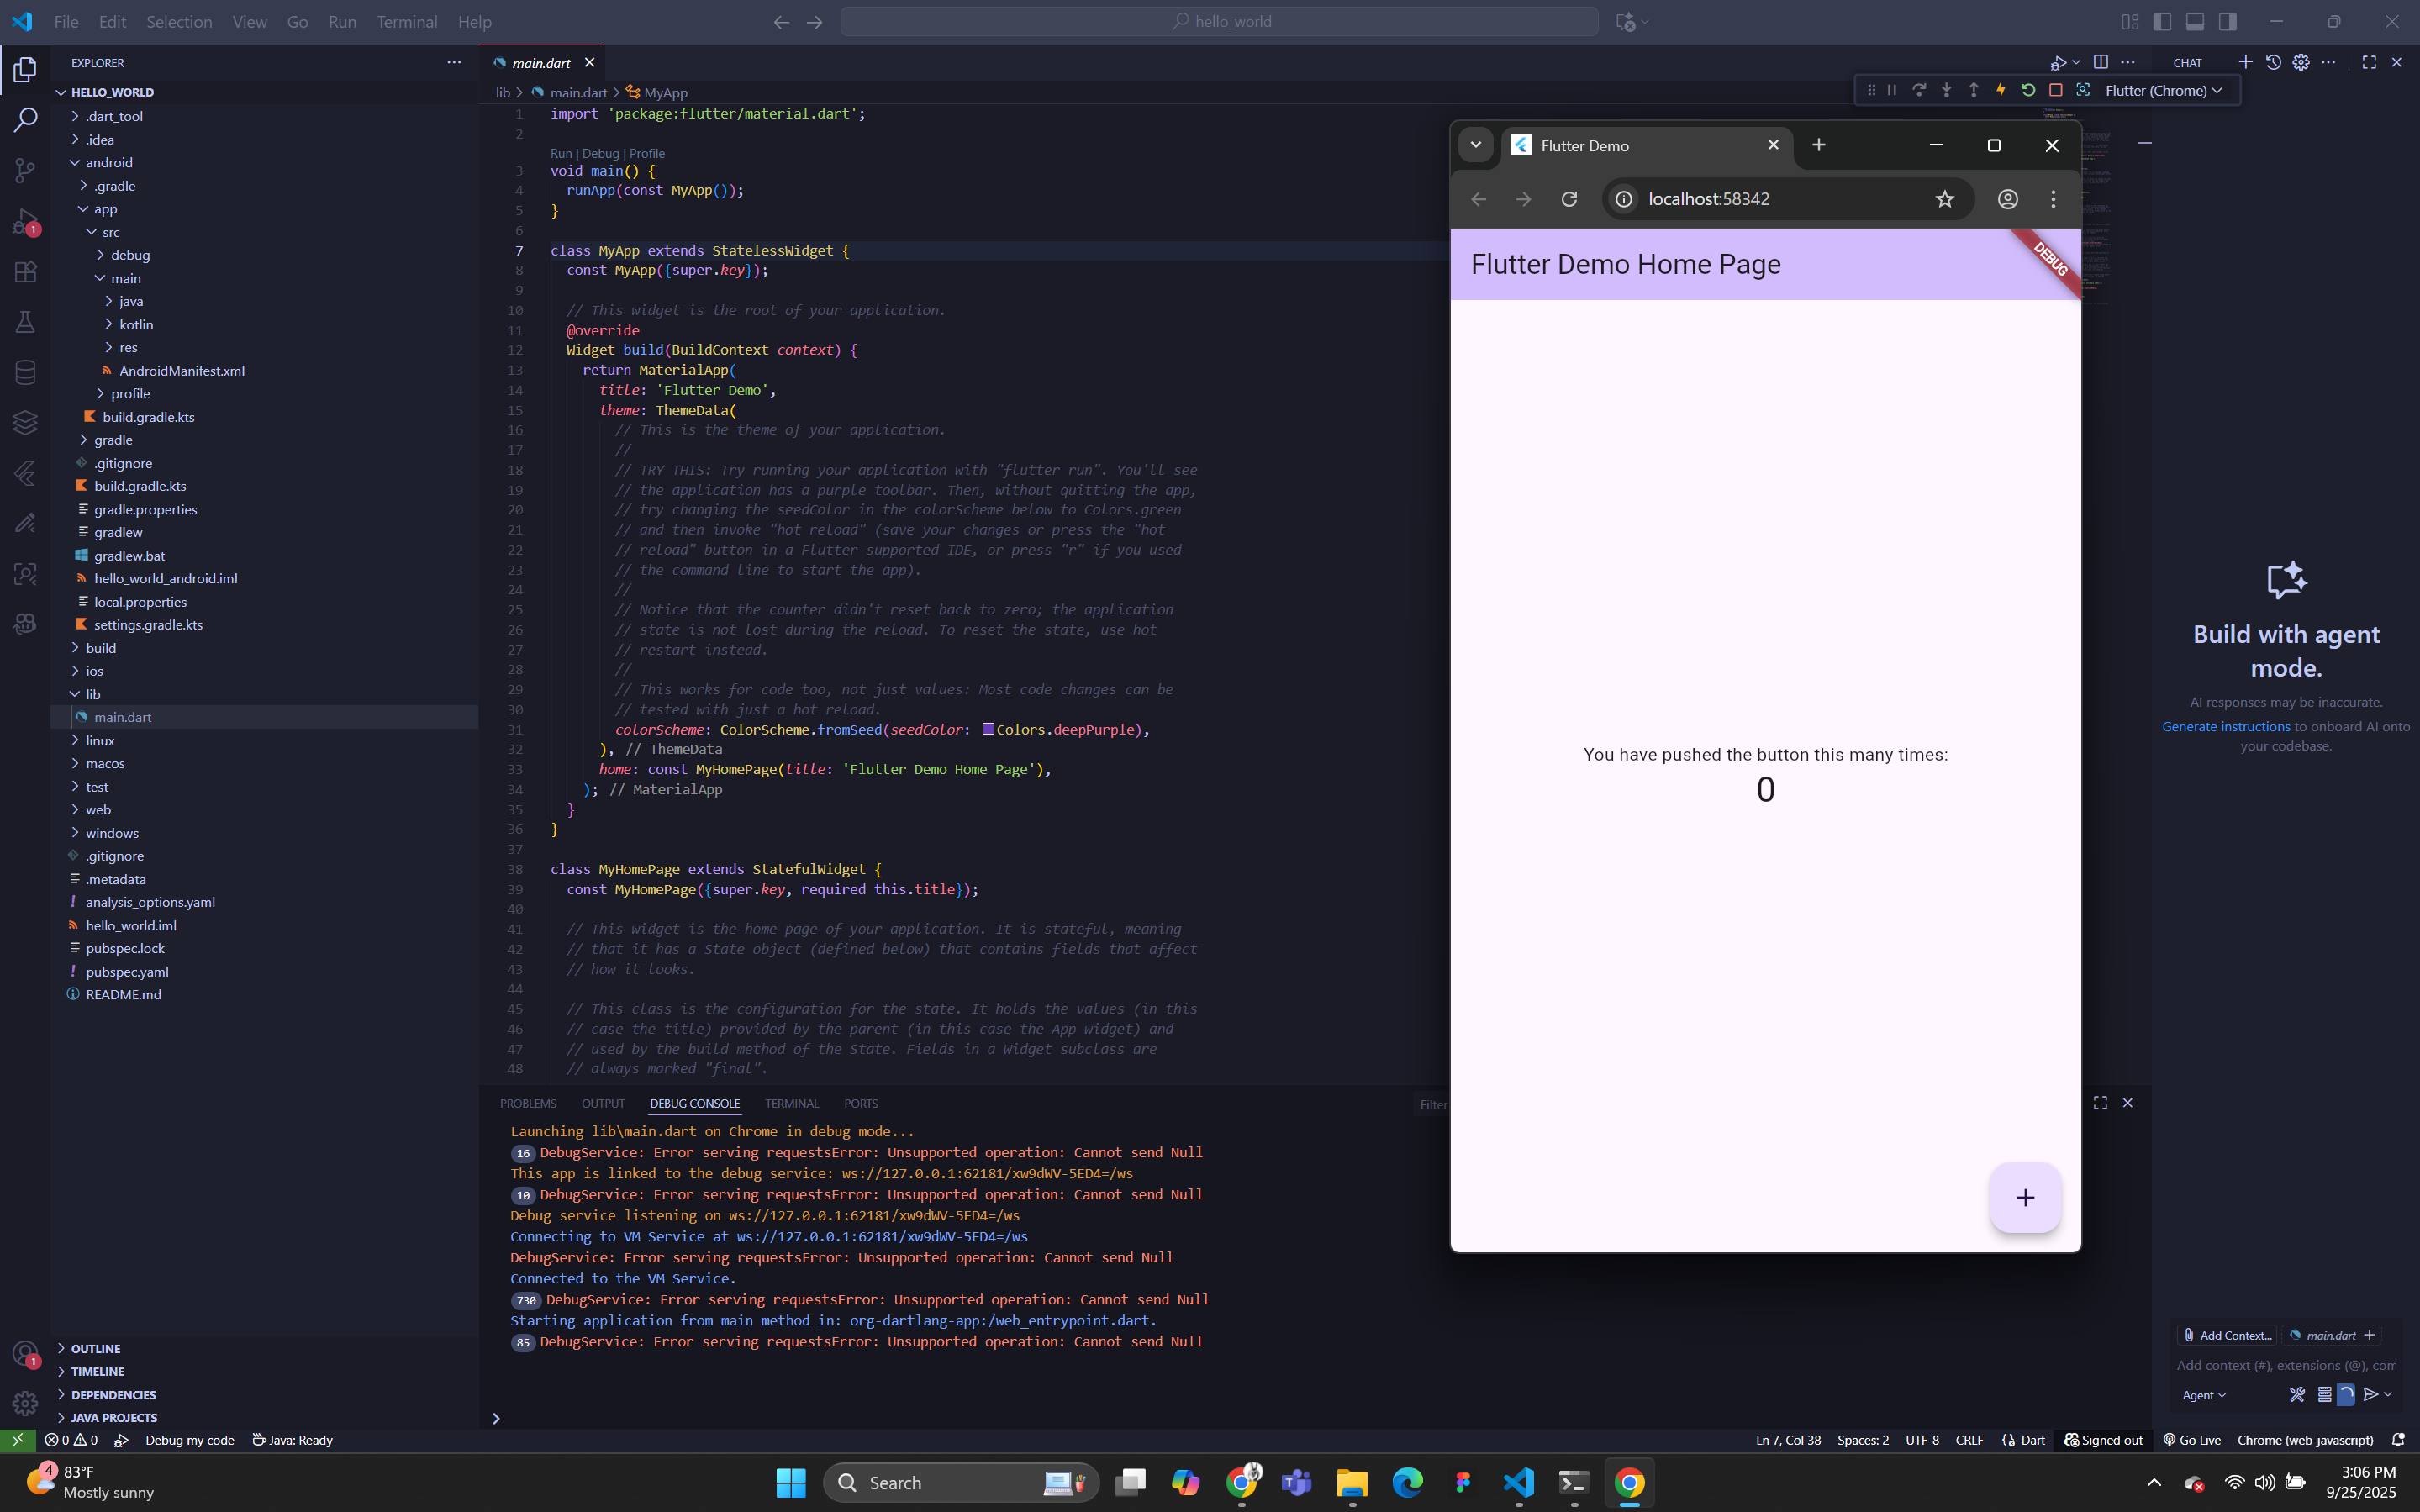 File Edit Selection View Go Run Terminal Help
hello_world
EXPLORER
HELLO_WORLD
.dart_tool
.idea
android
.gradle
app
src
debug
main
java
kotlin
res
AndroidManifest.xml
profile
build.gradle.kts
gradle
.gitignore
build.gradle.kts
gradle.properties
gradlew
gradlew.bat
hello_world_android.iml
local.properties
settings.gradle.kts
build
ios
lib
main.dart
linux
macos
test
web
windows
.gitignore
.metadata
analysis_options.yaml
hello_world.iml
pubspec.lock
pubspec.yaml
README.md
OUTLINE
TIMELINE
DEPENDENCIES
JAVA PROJECTS
1
1
main.dart
lib > main.dart > MyApp
1 import 'package:flutter/material.dart';
2
Run | Debug | Profile
3 void main() {
4 runApp(const MyApp());
5 }
6
7 class MyApp extends StatelessWidget {
8 const MyApp({super.key});
9
10 // This widget is the root of your application.
11 @override
12 Widget build(BuildContext context) {
13 return MaterialApp(
14 title: 'Flutter Demo',
15 theme: ThemeData(
16 // This is the theme of your application.
17 //
18 // TRY THIS: Try running your application with "flutter run". You'll see
19 // the application has a purple toolbar. Then, without quitting the app,
20 // try changing the seedColor in the colorScheme below to Colors.green
21 // and then invoke "hot reload" (save your changes or press the "hot
22 // reload" button in a Flutter-supported IDE, or press "r" if you used
23 // the command line to start the app).
24 //
25 // Notice that the counter didn't reset back to zero; the application
26 // state is not lost during the reload. To reset the state, use hot
27 // restart instead.
28 //
29 // This works for code too, not just values: Most code changes can be
30 // tested with just a hot reload.
31 colorScheme: ColorScheme.fromSeed(seedColor: Colors.deepPurple),
32 ), // ThemeData
33 home: const MyHomePage(title: 'Flutter Demo Home Page'),
34 ); // MaterialApp
35 }
36 }
37
38 class MyHomePage extends StatefulWidget {
39 const MyHomePage({super.key, required this.title});
40
41 // This widget is the home page of your application. It is stateful, meaning
42 // that it has a State object (defined below) that contains fields that affect
43 // how it looks.
44
45 // This class is the configuration for the state. It holds the values (in this
46 // case the title) provided by the parent (in this case the App widget) and
47 // used by the build method of the State. Fields in a Widget subclass are
48 // always marked "final".
PROBLEMS OUTPUT DEBUG CONSOLE TERMINAL PORTS
Filter
Launching lib\main.dart on Chrome in debug mode...
16 DebugService: Error serving requestsError: Unsupported operation: Cannot send Null
This app is linked to the debug service: ws://127.0.0.1:62181/xw9dWV-5ED4=/ws
10 DebugService: Error serving requestsError: Unsupported operation: Cannot send Null
Debug service listening on ws://127.0.0.1:62181/xw9dWV-5ED4=/ws
Connecting to VM Service at ws://127.0.0.1:62181/xw9dWV-5ED4=/ws
DebugService: Error serving requestsError: Unsupported operation: Cannot send Null
Connected to the VM Service.
730 DebugService: Error serving requestsError: Unsupported operation: Cannot send Null
Starting application from main method in: org-dartlang-app:/web_entrypoint.dart.
85 DebugService: Error serving requestsError: Unsupported operation: Cannot send Null
Flutter (Chrome)
Flutter Demo
localhost:58342
Flutter Demo Home Page
DEBUG
You have pushed the button this many times:
0
+
CHAT
Build with agent
mode.
AI responses may be inaccurate.
Generate instructions to onboard AI onto
your codebase.
Add Context... main.dart +
Add context (#), extensions (@), com
Agent
0 0 Debug my code Java: Ready
Ln 7, Col 38 Spaces: 2 UTF-8 CRLF {} Dart Signed out Go Live Chrome (web-javascript)
4
83°F
Mostly sunny
Search
3:06 PM
9/25/2025